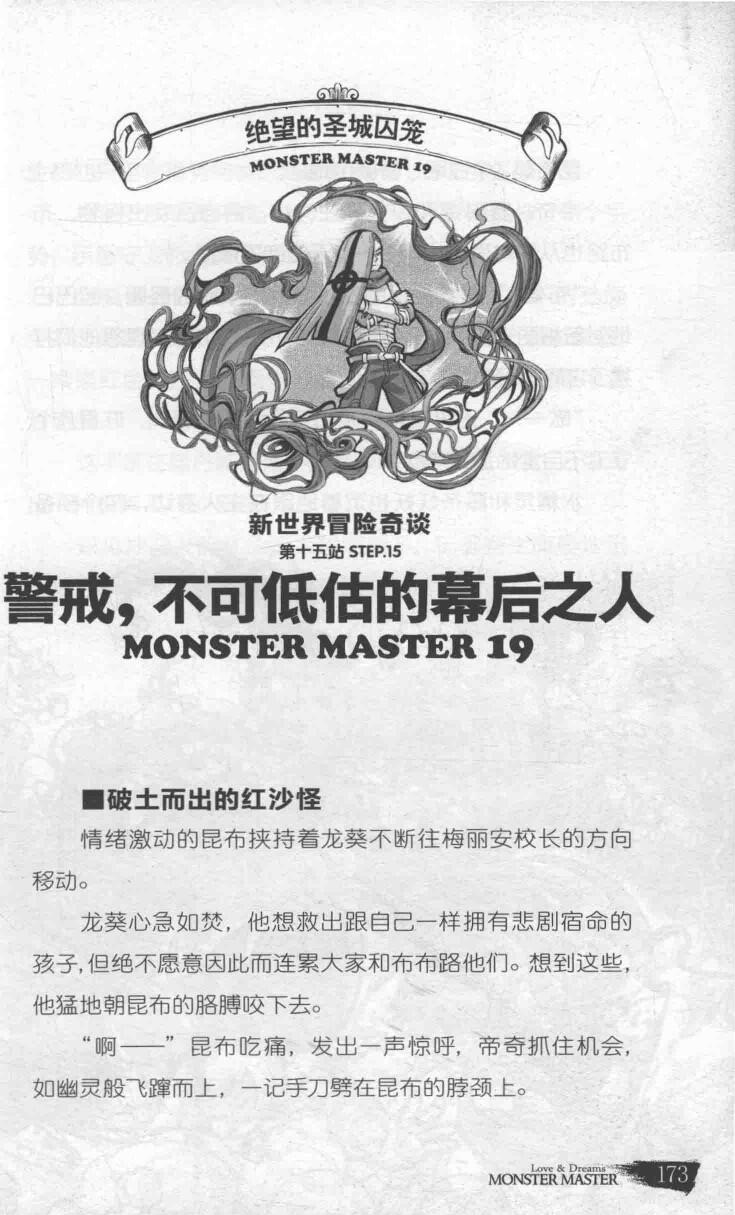 绝望的圣城囚笼
MONSTER MASTER 19
新世界冒险奇谈
第十五站 STEP.15
警戒，不可低估的幕后之人
MONSTER MASTER 19
■破土而出的红沙怪
情绪激动的昆布挟持着龙葵不断往梅丽安校长的方向
移动。
龙葵心急如焚，他想救出跟自己一样拥有悲剧宿命的
孩子，但绝不愿意因此而连累大家和布布路他们。想到这些，
他猛地朝昆布的胳膊咬下去。
“啊——”昆布吃痛，发出一声惊呼，帝奇抓住机会，
如幽灵般飞蹿而上，一记手刀劈在昆布的脖颈上。
Love & Dreams
MONSTER MASTER 173